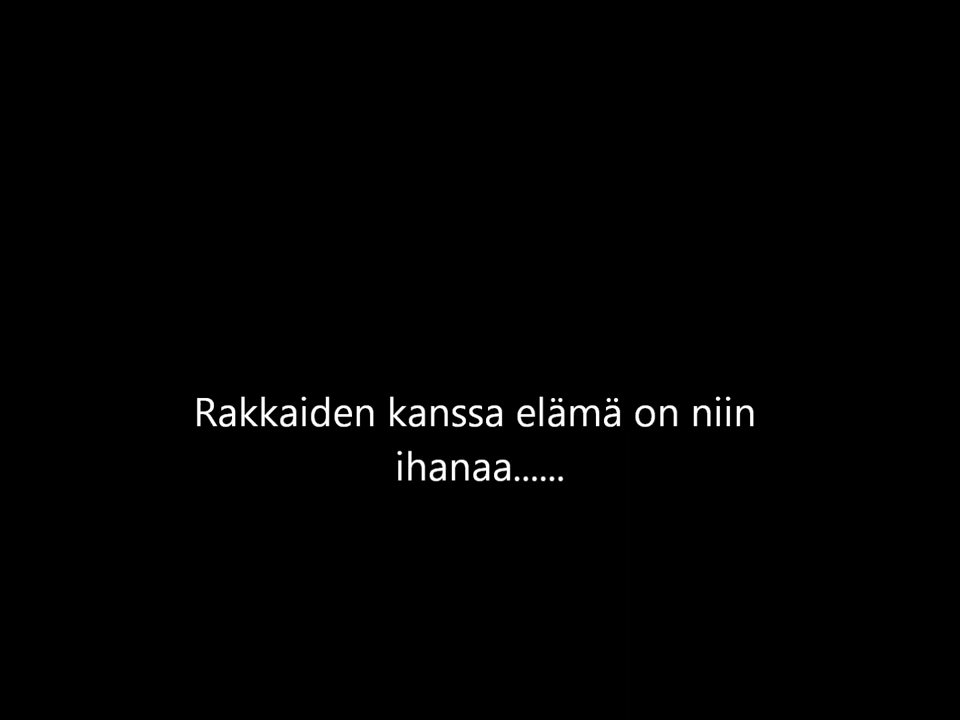 Rakkaiden kanssa elämä on niin
ihanaa......